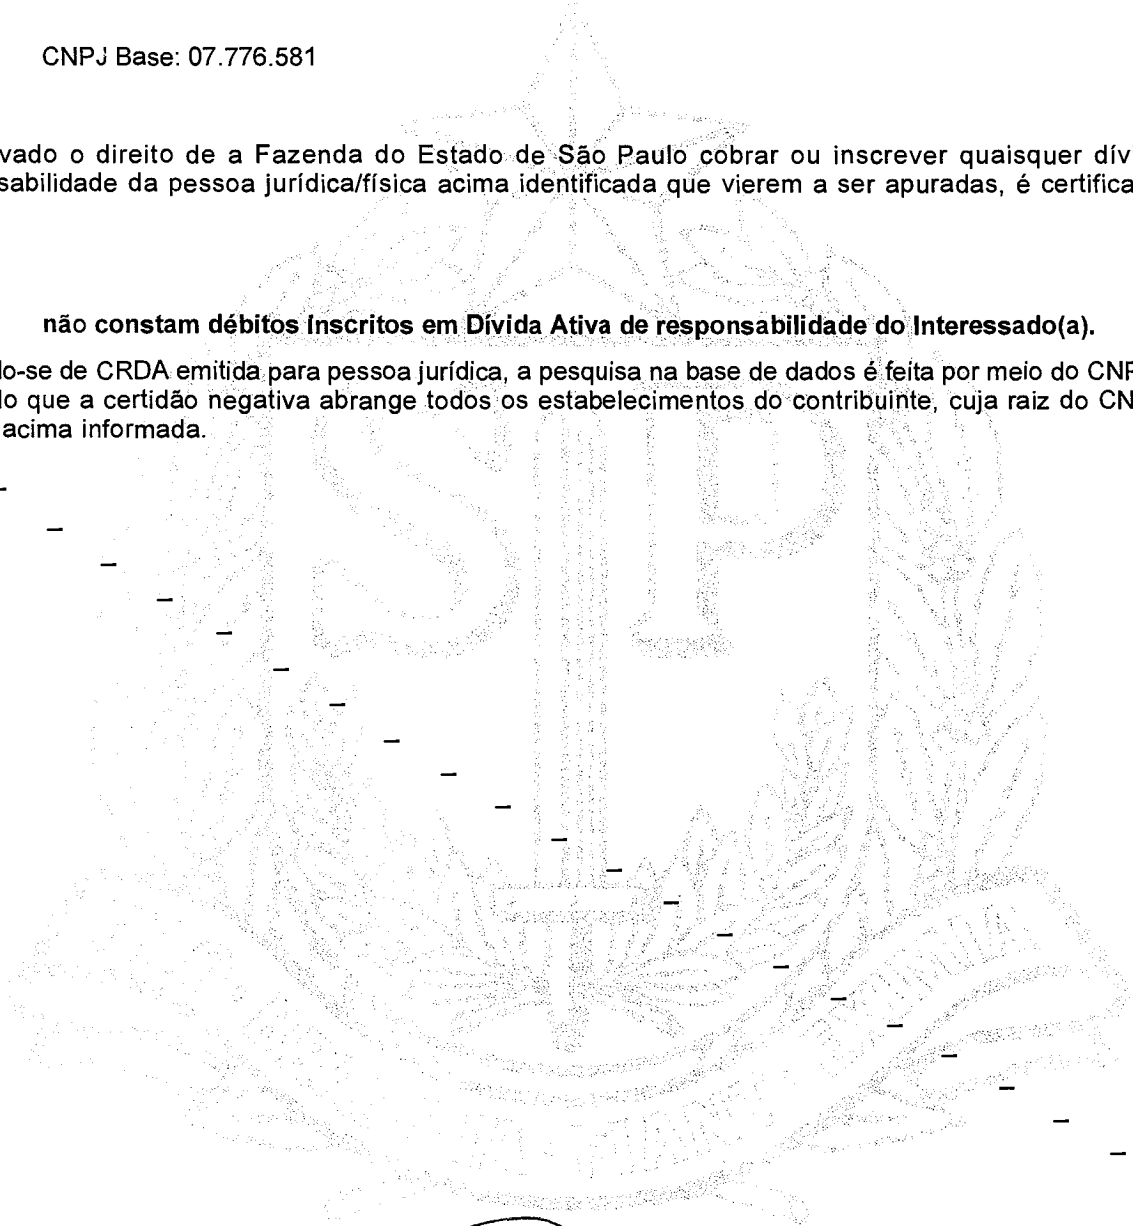 CNPJ Base: 07.776.581
vado o direito de a Fazenda do Estado de São Paulo cobrar ou inscrever quaisquer dív
sabilidade da pessoa jurídica/física acima identificada que vierem a ser apuradas, é certifica
não constam débitos inscritos em Dívida Ativa de responsabilidade do Interessado(a).
lo-se de CRDA emitida para pessoa jurídica, a pesquisa na base de dados é feita por meio do CNP
lo que a certidão negativa abrange todos os estabelecimentos do contribuinte, cuja raiz do CN
acima informada.
SP
EXIMIA